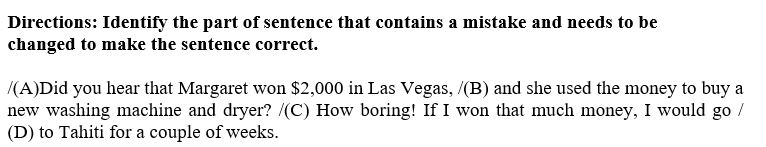 Directions: Identify the part of sentence that contains a mistake and needs to be
changed to make the sentence correct.
/(A)Did you hear that Margaret won $2,000 in Las Vegas, /(B) and she used the money to buy a
new washing machine and dryer? /(C) How boring! If I won that much money, I would go /
(D) to Tahiti for a couple of weeks.